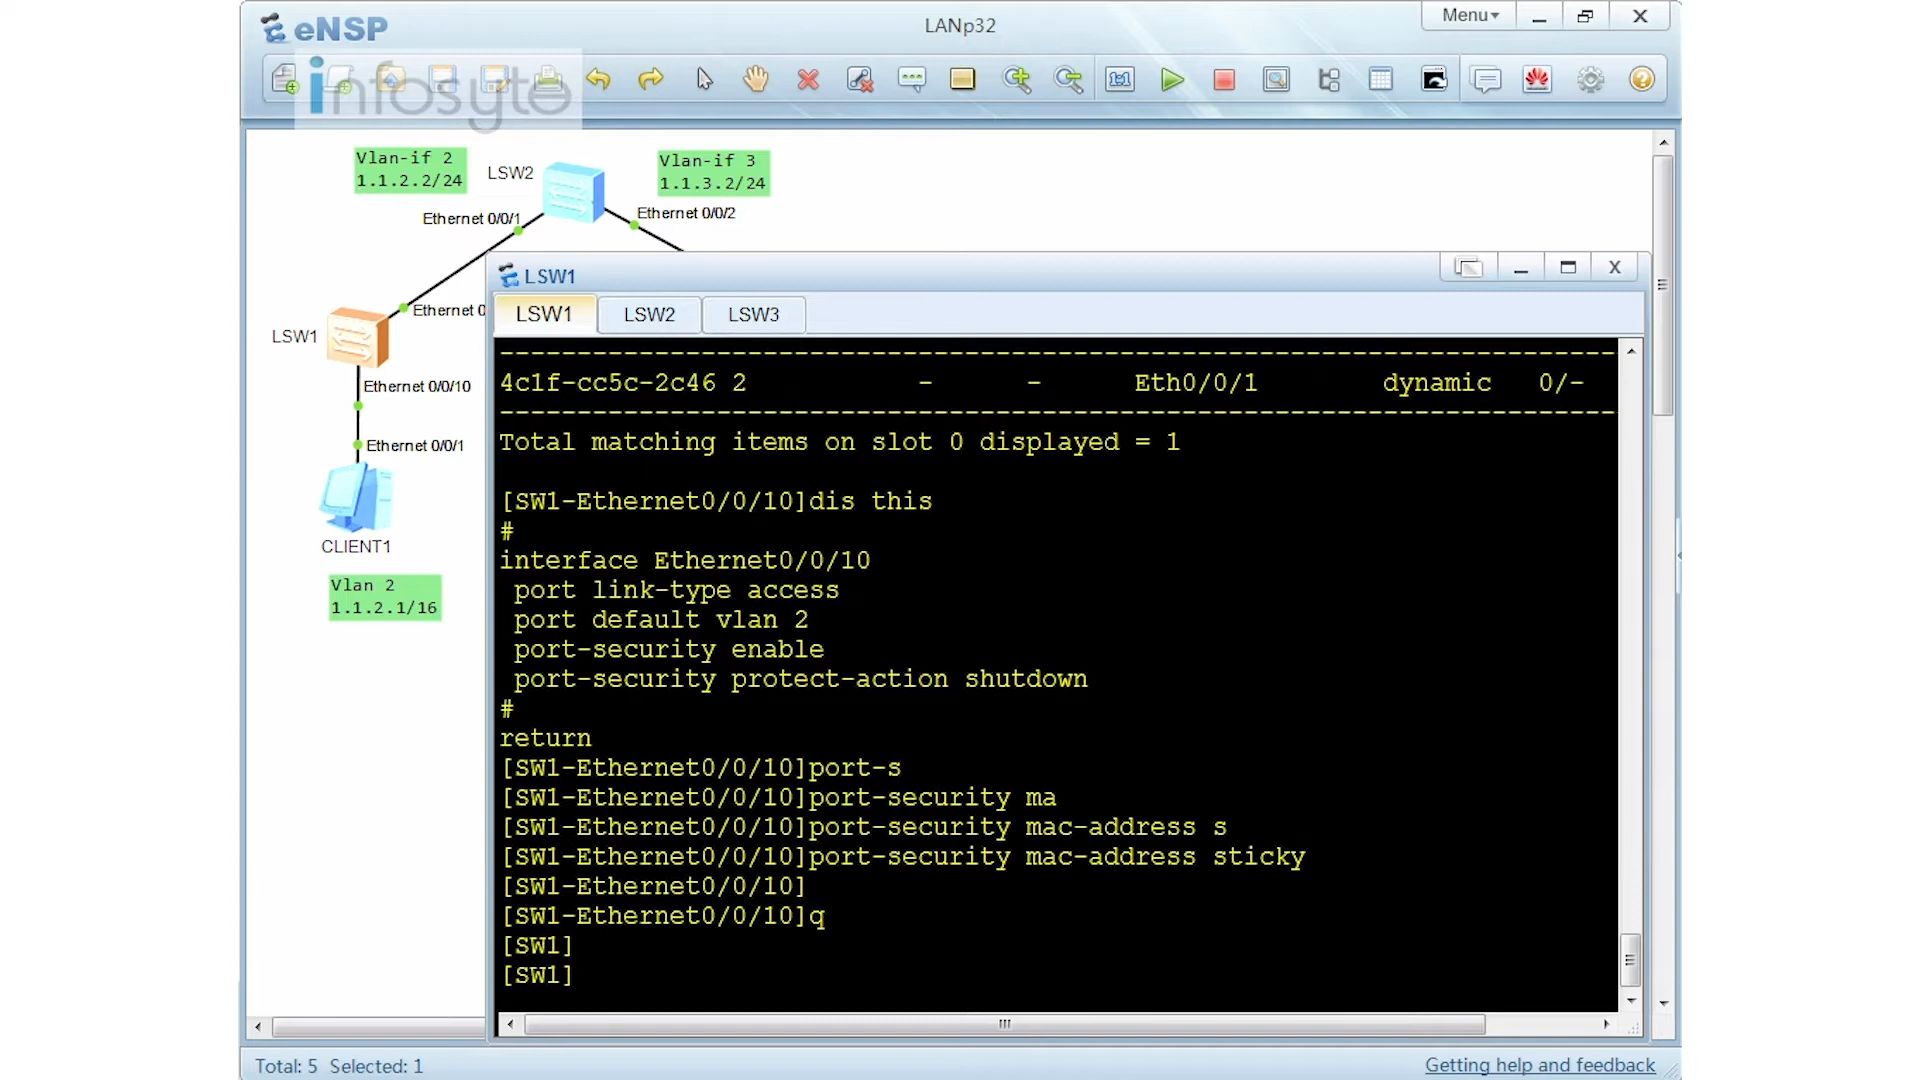 eNSP
LANp32
Menu
infosyte
Vlan-if 2
1.1.2.2/24
LSW2
Vlan-if 3
1.1.3.2/24
Ethernet 0/0/1
Ethernet 0/0/2
Ethernet 0
LSW1
Ethernet 0/0/10
Ethernet 0/0/1
CLIENT1
Vlan 2
1.1.2.1/16
LSW1
LSW1 LSW2 LSW3
--------------------------------------------------------------------------------
4c1f-cc5c-2c46 2 - - Eth0/0/1 dynamic 0/-
--------------------------------------------------------------------------------
Total matching items on slot 0 displayed = 1
[SW1-Ethernet0/0/10]dis this
#
interface Ethernet0/0/10
port link-type access
port default vlan 2
port-security enable
port-security protect-action shutdown
#
return
[SW1-Ethernet0/0/10]port-s
[SW1-Ethernet0/0/10]port-security ma
[SW1-Ethernet0/0/10]port-security mac-address s
[SW1-Ethernet0/0/10]port-security mac-address sticky
[SW1-Ethernet0/0/10]
[SW1-Ethernet0/0/10]q
[SW1]
[SW1]
Total: 5 Selected: 1
Getting help and feedback